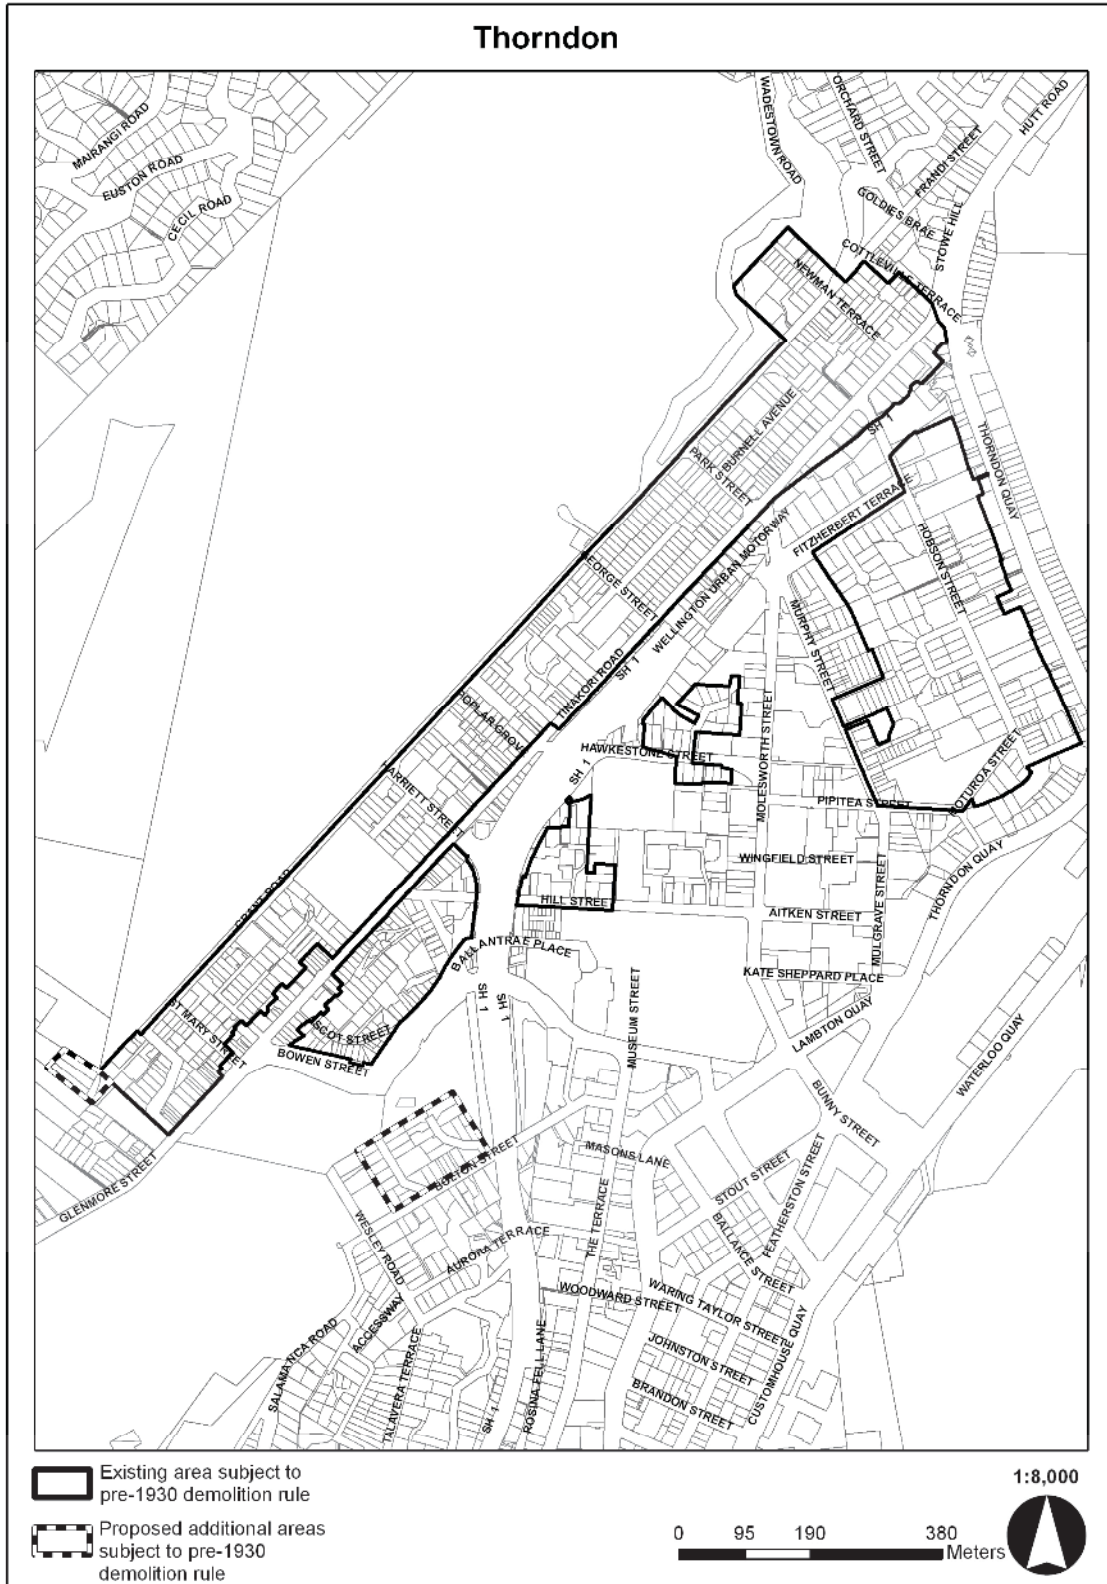 Thorndon
MAIRANGI ROAD
EUSTON ROAD
CECIL ROAD
WADESTOWN ROAD
ORCHARD STREET
FRANDI STREET
HUTT ROAD
GOLDIES BRAE
STOWE HILL
COTTLEVILLE TERRACE
NEWMAN TERRACE
BURNELL AVENUE
PARK STREET
SH 1
THORNDON QUAY
FITZHERBERT TERRACE
HOBSON STREET
WELLINGTON URBAN MOTORWAY
EORGE STREET
MURPHY STREET
TINAKORI ROAD
SH 1
POPLAR GROV
MOLESWORTH STREET
HAWKESTONE STREET
SH 1
HARRIETT STREET
PIPITEA STREET
MOTUROA STREET
WINGFIELD STREET
THORNDON QUAY
GRANT ROAD
HILL STREE
AITKEN STREET
MULGRAVE STREET
BALLANTRAE PLACE
KATE SHEPPARD PLACE
SH 1
SH 1
MUSEUM STREET
LAMBTON QUAY
WATERLOO QUAY
ST MARY STREET
SCOT STREET
BOWEN STREET
BUNNY STREET
BOLTON STREET
MASONS LANE
STOUT STREET
GLENMORE STREET
WESLEY ROAD
AURORA TERRACE
THE TERRACE
BALLANCE STREET
FEATHERSTON STREET
ACCESSWAY
WOODWARD STREET
WARING TAYLOR STREET
SALAMANCA ROAD
TALAVERA TERRACE
SH 1
ROSINA FELL LANE
JOHNSTON STREET
BRANDON STREET
CUSTOMHOUSE QUAY
Existing area subject to
pre-1930 demolition rule
Proposed additional areas
subject to pre-1930
demolition rule
1:8,000
0 95 190 380
Meters